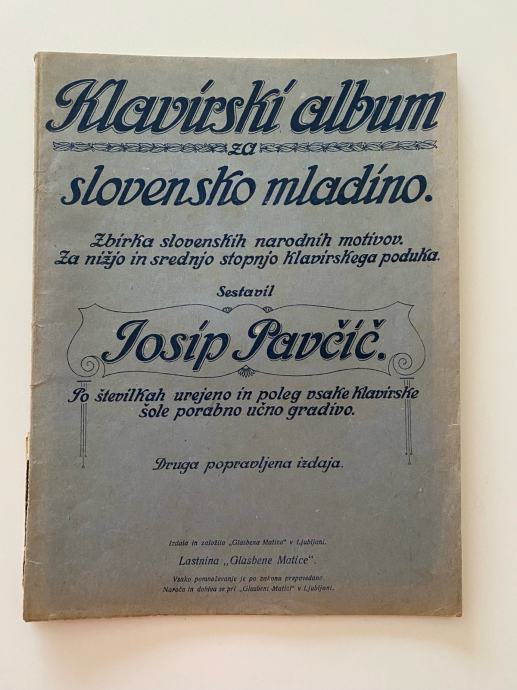 Klavirski album
za
slovensko mladino.
Zbirka slovenskih narodnih motivov.
Za nižjo in srednjo stopnjo klavirskega poduka.
Sestavil
Josip Pavčič.
Po številkah urejeno in poleg vsake klavirske
šole porabno učno gradivo.
Druga popravljena izdaja.
Izdala in založila „Glasbena Matica" v Ljubljani.
Lastnina „Glasbene Matice".
Vsako pomnoževanje je po zakonu prepovedano.
Naroča in dobiva se pri „Glasbeni Matici" v Ljubljani.